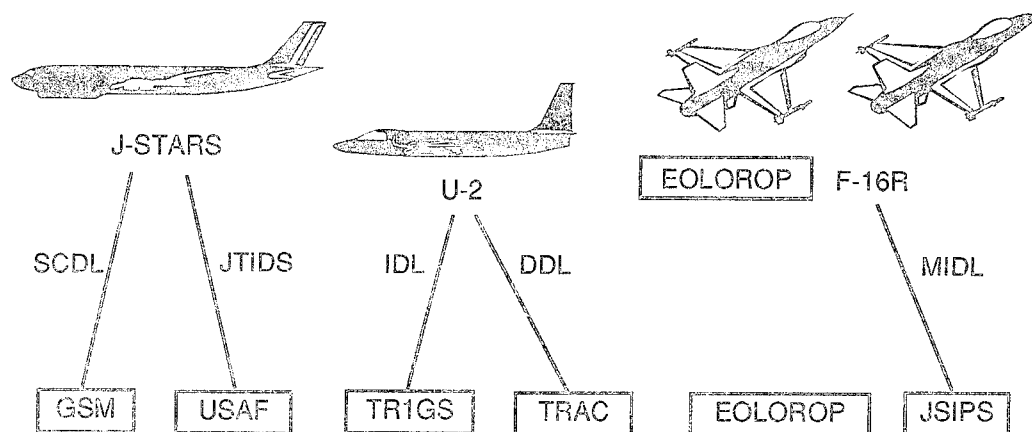 J-STARS
U-2
EOLOROP F-16R
SCDL JTIDS IDL DDL MIDL
GSM USAF TR1GS TRAC EOLOROP JSIPS